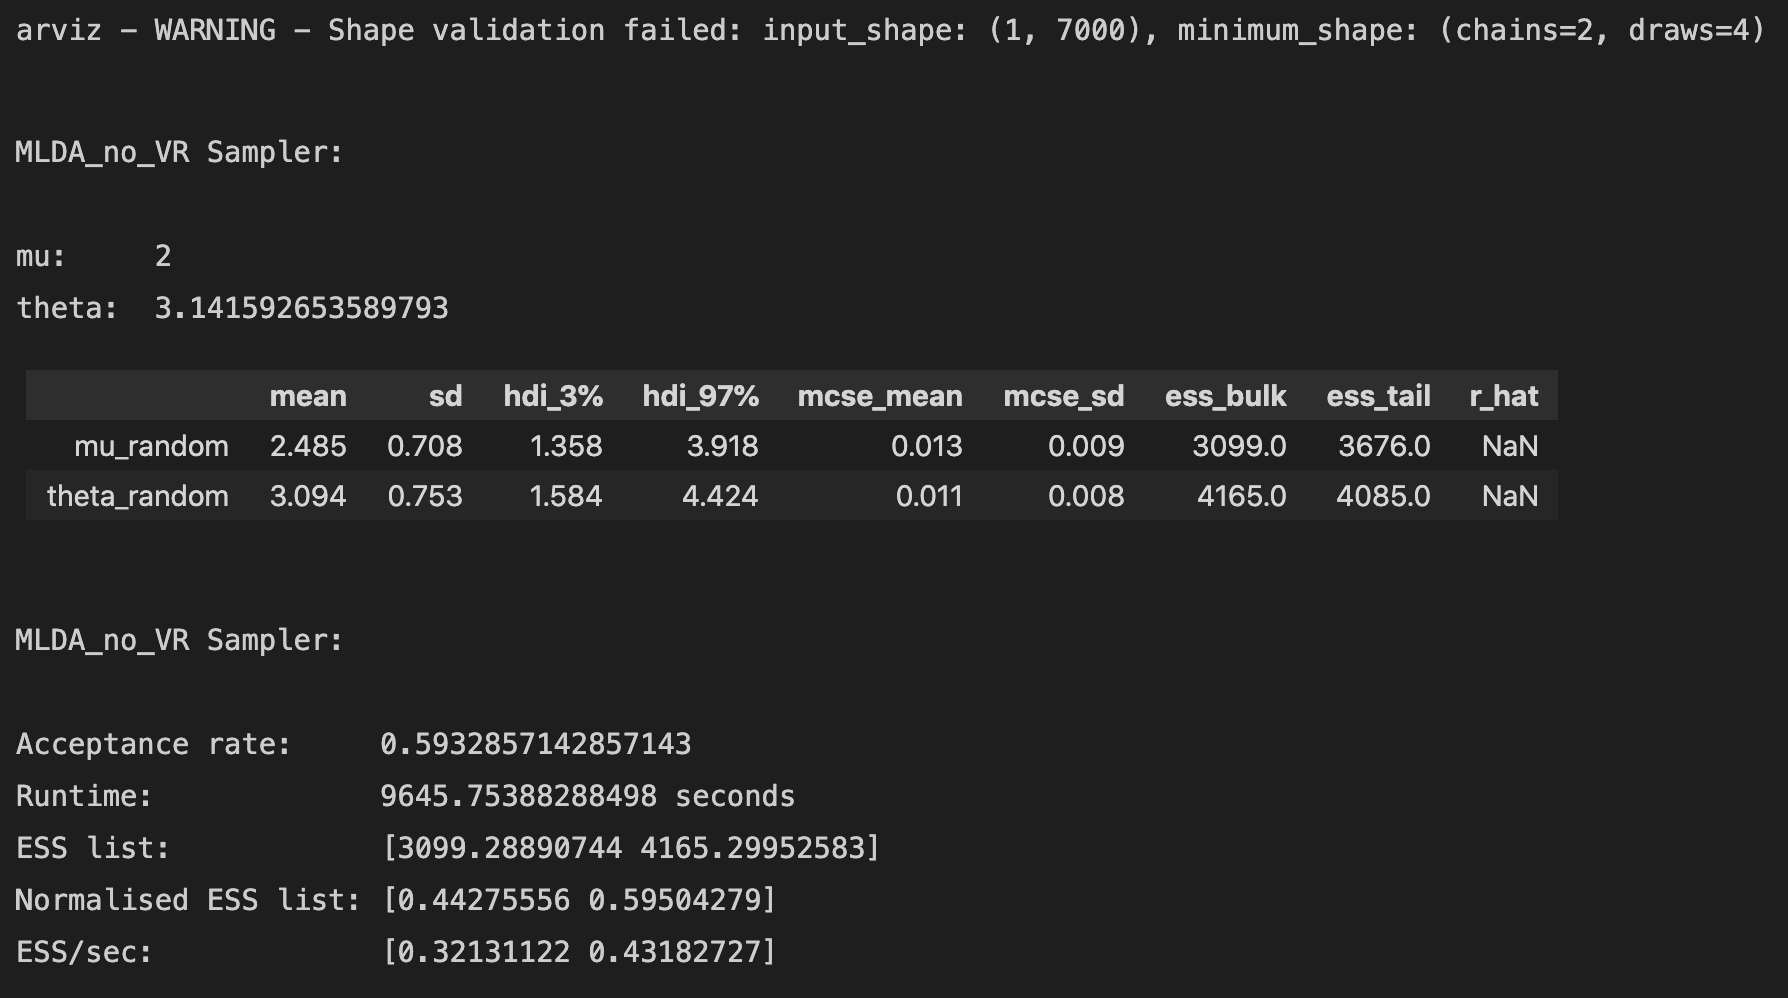 arviz - WARNING - Shape validation failed: input_shape: (1, 7000), minimum_shape: (chains=2, draws=4)
MLDA_no_VR Sampler:
mu: 2
theta: 3.141592653589793
mean sd hdi_3% hdi_97% mcse_mean mcse_sd ess_bulk ess_tail r_hat
mu_random 2.485 0.708 1.358 3.918 0.013 0.009 3099.0 3676.0 NaN
theta_random 3.094 0.753 1.584 4.424 0.011 0.008 4165.0 4085.0 NaN
MLDA_no_VR Sampler:
Acceptance rate: 0.5932857142857143
Runtime: 9645.75388288498 seconds
ESS list: [3099.28890744 4165.29952583]
Normalised ESS list: [0.44275556 0.59504279]
ESS/sec: [0.32131122 0.43182727]